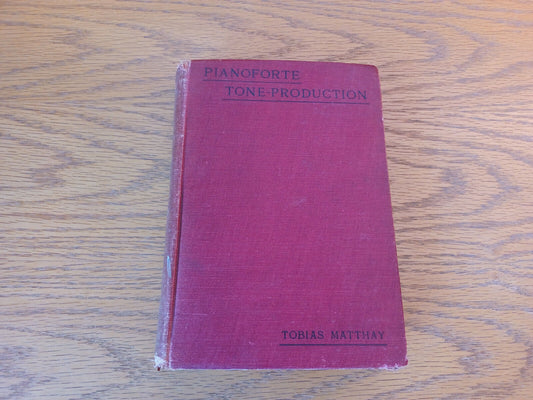 PIANOFORTE
TONE-PRODUCTION
TOBIAS MATTHAY